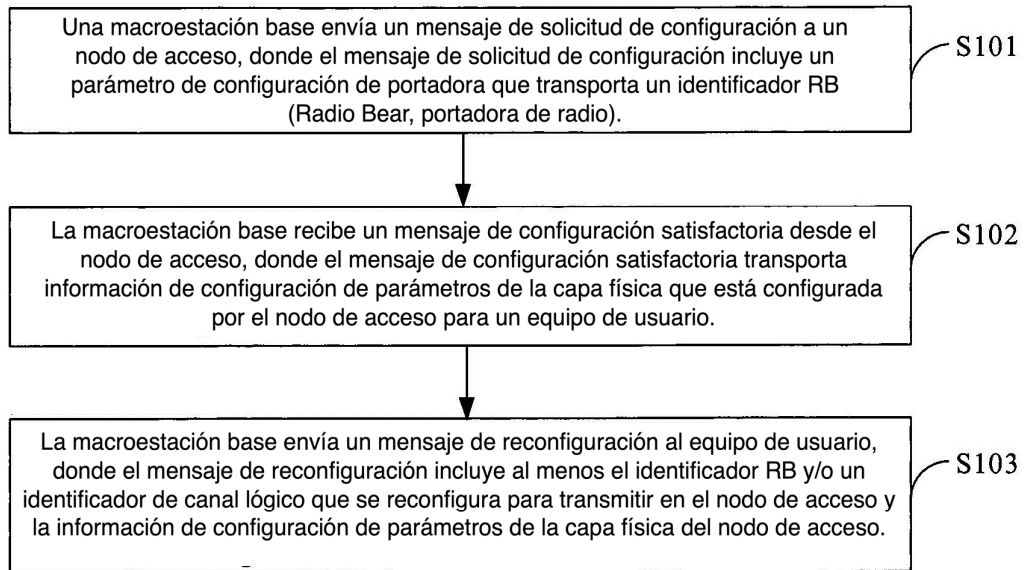 Una macroestación base envía un mensaje de solicitud de configuración a un
nodo de acceso, donde el mensaje de solicitud de configuración incluye un
parámetro de configuración de portadora que transporta un identificador RB
(Radio Bear, portadora de radio).
S101
La macroestación base recibe un mensaje de configuración satisfactoria desde el
nodo de acceso, donde el mensaje de configuración satisfactoria transporta
información de configuración de parámetros de la capa física que está configurada
por el nodo de acceso para un equipo de usuario.
S102
La macroestación base envía un mensaje de reconfiguración al equipo de usuario,
donde el mensaje de reconfiguración incluye al menos el identificador RB y/o un
identificador de canal lógico que se reconfigura para transmitir en el nodo de acceso y
la información de configuración de parámetros de la capa física del nodo de acceso.
S103